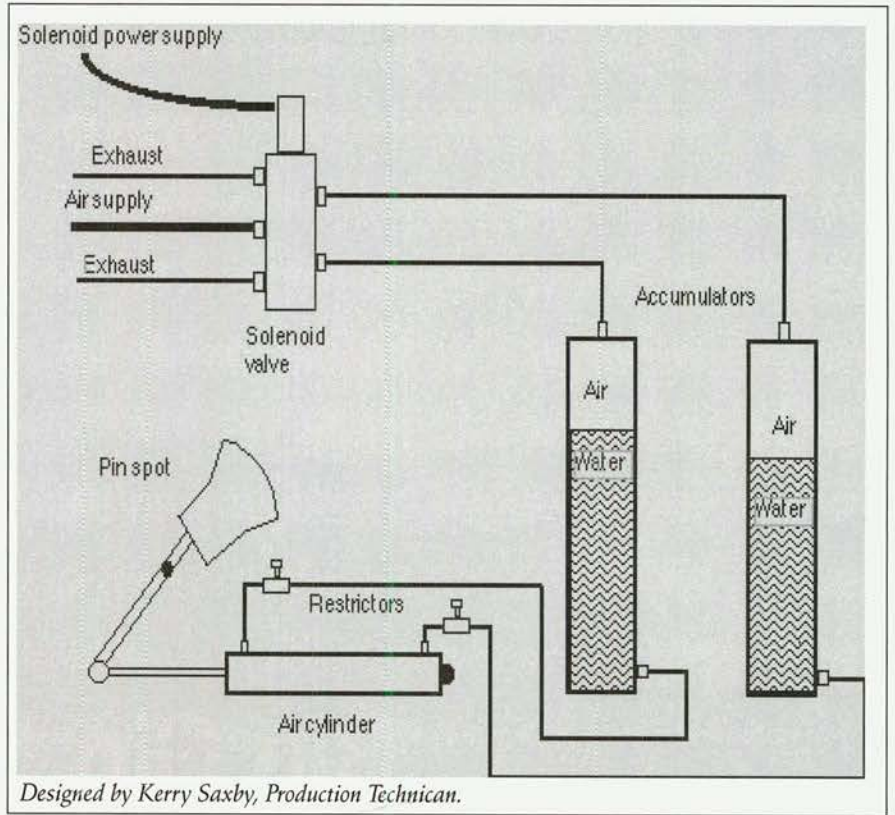 Solenoid power supply
Exhaust
Air supply
Exhaust
Solenoid
valve
Accumulators
Air
Air
Water
Water
Pin spot
Restrictors
Air cylinder
Designed by Kerry Saxby, Production Technican.